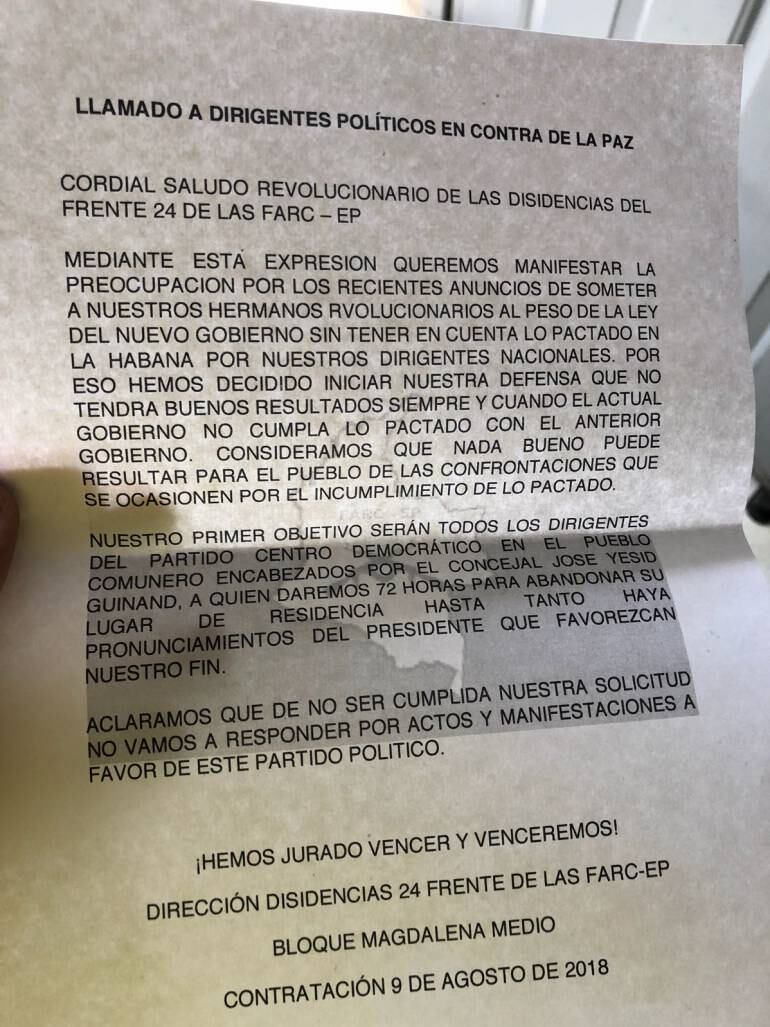 LLAMADO A DIRIGENTES POLÍTICOS EN CONTRA DE LA PAZ
CORDIAL SALUDO REVOLUCIONARIO DE LAS DISIDENCIAS DEL
FRENTE 24 DE LAS FARC – EP
MEDIANTE ESTÁ EXPRESION QUEREMOS MANIFESTAR LA
PREOCUPACION POR LOS RECIENTES ANUNCIOS DE SOMETER
A NUESTROS HERMANOS RVOLUCIONARIOS AL PESO DE LA LEY
DEL NUEVO GOBIERNO SIN TENER EN CUENTA LO PACTADO EN
LA HABANA POR NUESTROS DIRIGENTES NACIONALES. POR
ESO HEMOS DECIDIDO INICIAR NUESTRA DEFENSA QUE NO
TENDRA BUENOS RESULTADOS SIEMPRE Y CUANDO EL ACTUAL
GOBIERNO NO CUMPLA LO PACTADO CON EL ANTERIOR
GOBIERNO. CONSIDERAMOS QUE NADA BUENO PUEDE
RESULTAR PARA EL PUEBLO DE LAS CONFRONTACIONES QUE
SE OCASIONEN POR EL INCUMPLIMIENTO DE LO PACTADO.
FARC-EP
NUESTRO PRIMER OBJETIVO SERÁN TODOS LOS DIRIGENTES
DEL PARTIDO CENTRO DEMOCRÁTICO EN EL PUEBLO
COMUNERO ENCABEZADOS POR EL CONCEJAL JOSE YESID
GUINAND, A QUIEN DAREMOS 72 HORAS PARA ABANDONAR SU
LUGAR DE RESIDENCIA HASTA TANTO HAYA
PRONUNCIAMIENTOS DEL PRESIDENTE QUE FAVOREZCAN
NUESTRO FIN.
ACLARAMOS QUE DE NO SER CUMPLIDA NUESTRA SOLICITUD
NO VAMOS A RESPONDER POR ACTOS Y MANIFESTACIONES A
FAVOR DE ESTE PARTIDO POLITICO.
¡HEMOS JURADO VENCER Y VENCEREMOS!
DIRECCIÓN DISIDENCIAS 24 FRENTE DE LAS FARC-EP
BLOQUE MAGDALENA MEDIO
CONTRATACIÓN 9 DE AGOSTO DE 2018